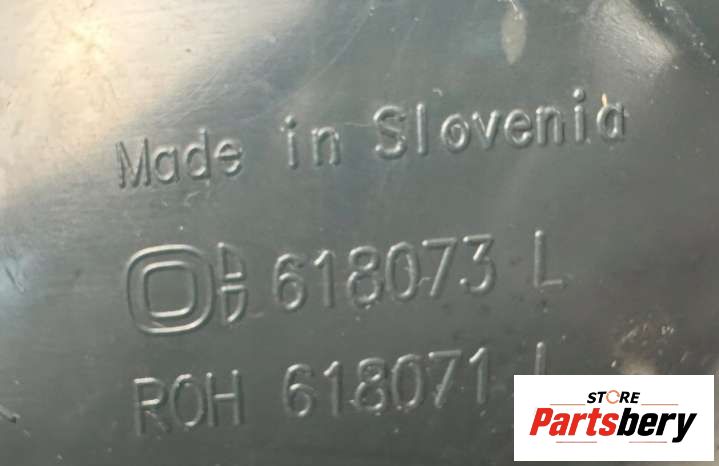 Made in Slovenia
618073 L
ROH 618071 L
STORE
Partsbery